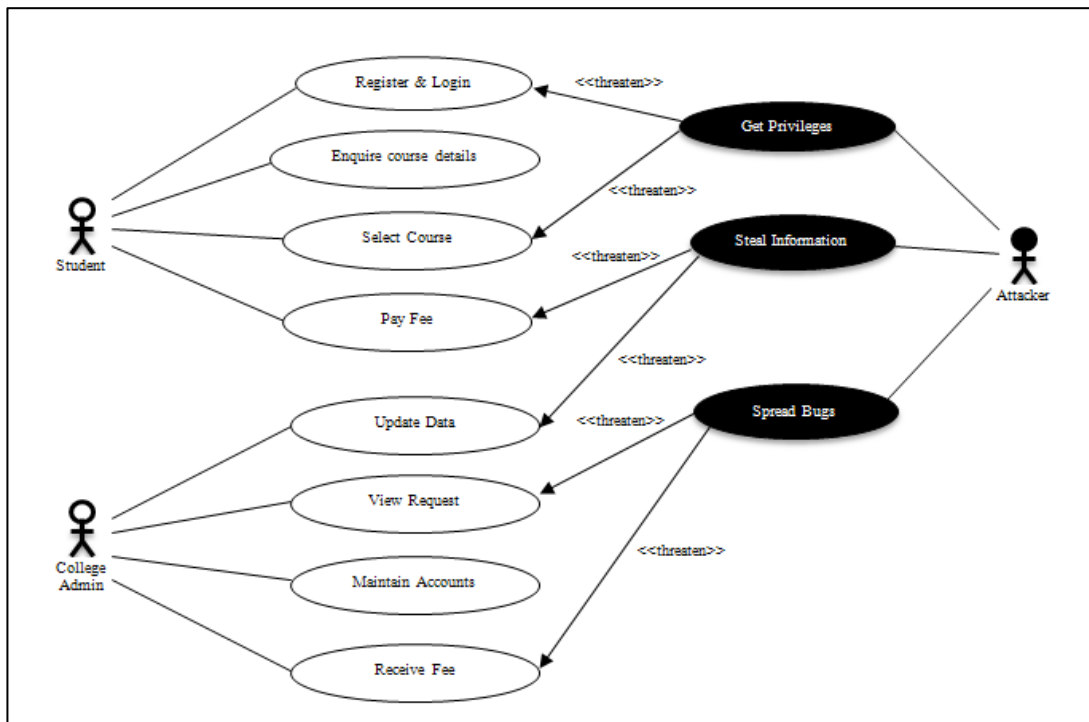 Register & Login
<<threaten>>
Get Privileges
Enquire course details
<<threaten>>
Select Course
Steal Information
Student
<<threaten>>
Attacker
Pay Fee
<<threaten>>
Spread Bugs
Update Data
<<threaten>>
View Request
College
Admin
<<threaten>>
Maintain Accounts
Receive Fee